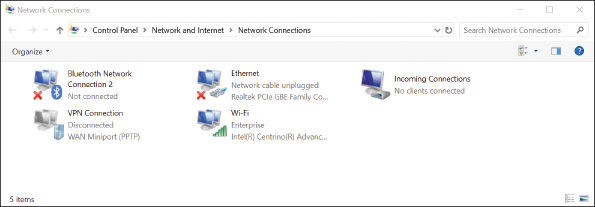 Network Connections
Control Panel > Network and Internet > Network Connections
Search Network Connections
Organize
Bluetooth Network
Connection 2
Not connected
Ethernet
Network cable unplugged
Realtek PCIe GBE Family Co...
Incoming Connections
No clients connected
VPN Connection
Disconnected
WAN Miniport (PPTP)
Wi-Fi
Enterprise
Intel(R) Centrino(R) Advanc...
5 items